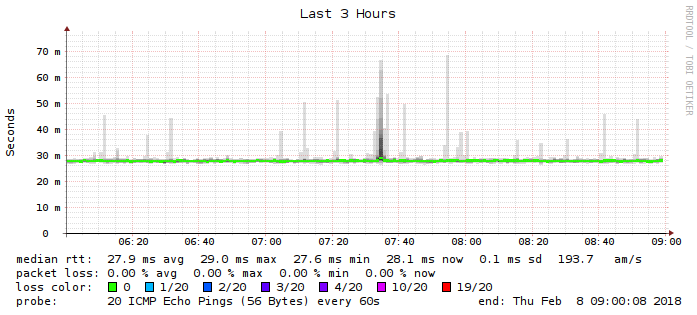 Last 3 Hours
RRDTOOL / TOBI OETIKER
Seconds
70 m
60 m
50 m
40 m
30 m
20 m
10 m
0
06:20 06:40 07:00 07:20 07:40 08:00 08:20 08:40 09:00
median rtt: 27.9 ms avg 29.0 ms max 27.6 ms min 28.1 ms now 0.1 ms sd 193.7 am/s
packet loss: 0.00 % avg 0.00 % max 0.00 % min 0.00 % now
loss color: 0 1/20 2/20 3/20 4/20 10/20 19/20
probe: 20 ICMP Echo Pings (56 Bytes) every 60s end: Thu Feb 8 09:00:08 2018